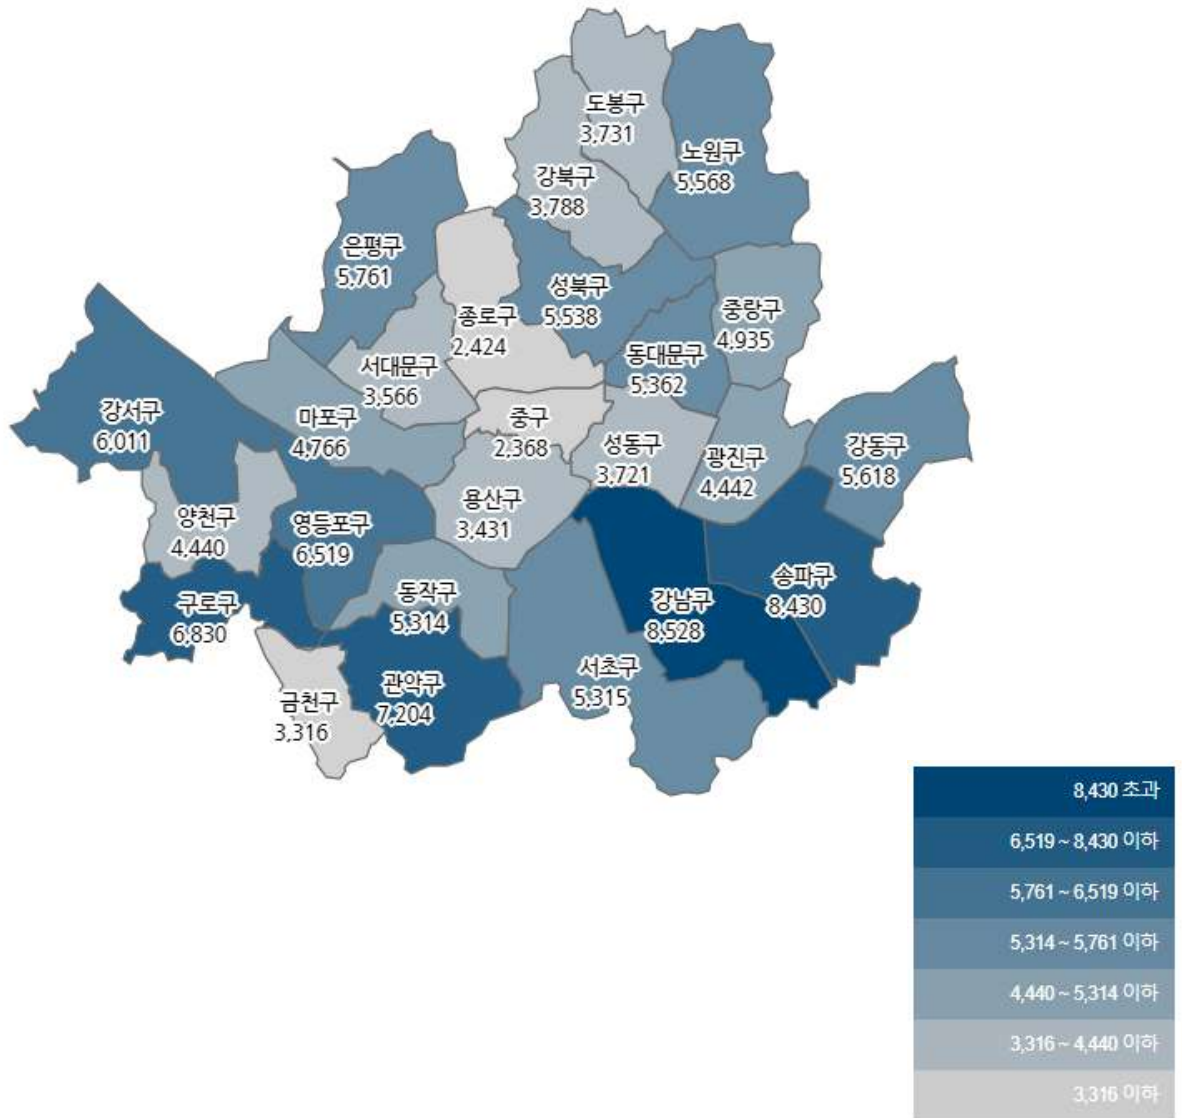 도봉구
3,731
노원구
5,568
강북구
3,788
은평구
5,761
성북구
5,538
종로구
2,424
중랑구
4,935
동대문구
5,362
서대문구
3,566
강서구
6,011
마포구
4,766
중구
2,368
성동구
3,721
광진구
4,442
강동구
5,618
양천구
4,440
영등포구
6,519
용산구
3,431
구로구
6,830
동작구
5,314
강남구
8,528
송파구
8,430
금천구
3,316
관악구
7,204
서초구
5,315
8,430 초과
6,519 ~ 8,430 이하
5,761 ~ 6,519 이하
5,314 ~ 5,761 이하
4,440 ~ 5,314 이하
3,316 ~ 4,440 이하
3,316 이하